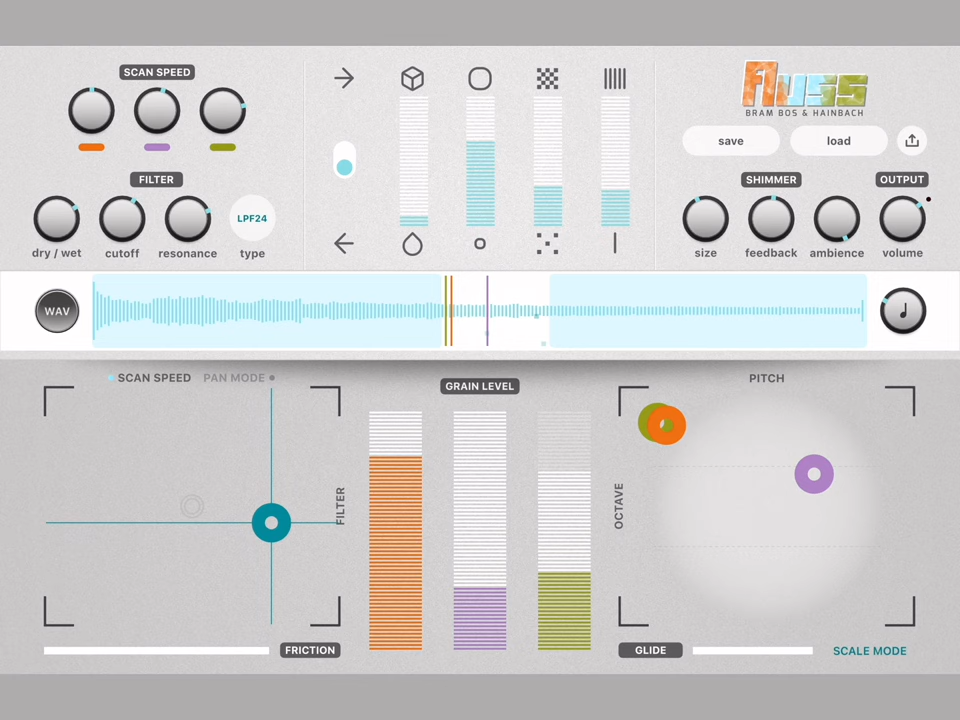 SCAN SPEED
FILTER
LPF24
dry / wet
cutoff
resonance
type
fluss
BRAM BOS & HAINBACH
save
load
SHIMMER
OUTPUT
size
feedback
ambience
volume
WAV
SCAN SPEED
PAN MODE
FILTER
FRICTION
GRAIN LEVEL
PITCH
OCTAVE
GLIDE
SCALE MODE